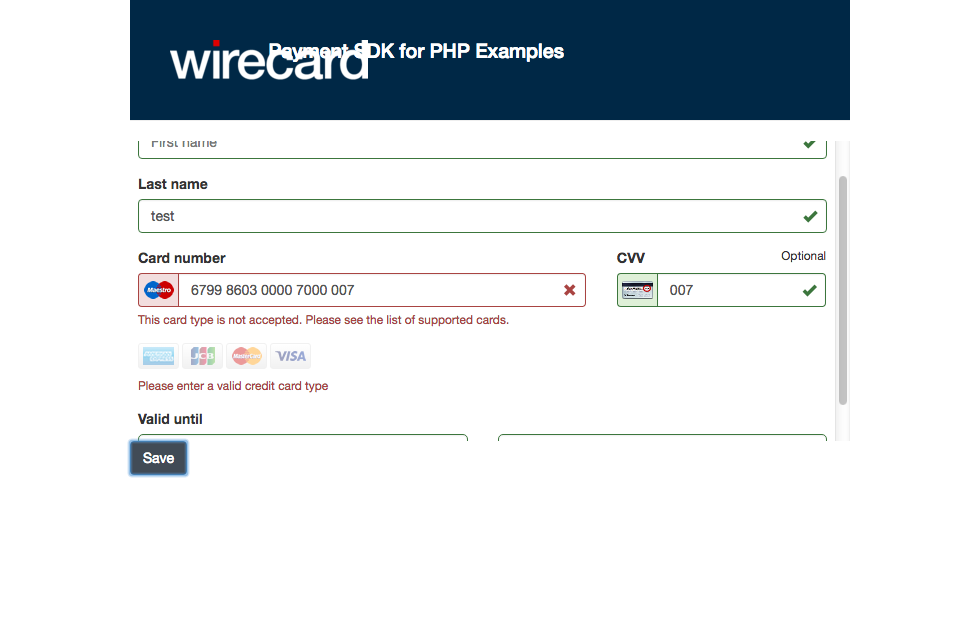 Payment SDK for PHP Examples
wirecard
First name
Last name
test
Card number
CVV
Optional
Maestro
6799 8603 0000 7000 007
007
This card type is not accepted. Please see the list of supported cards.
JCB
MasterCard
VISA
Please enter a valid credit card type
Valid until
Save